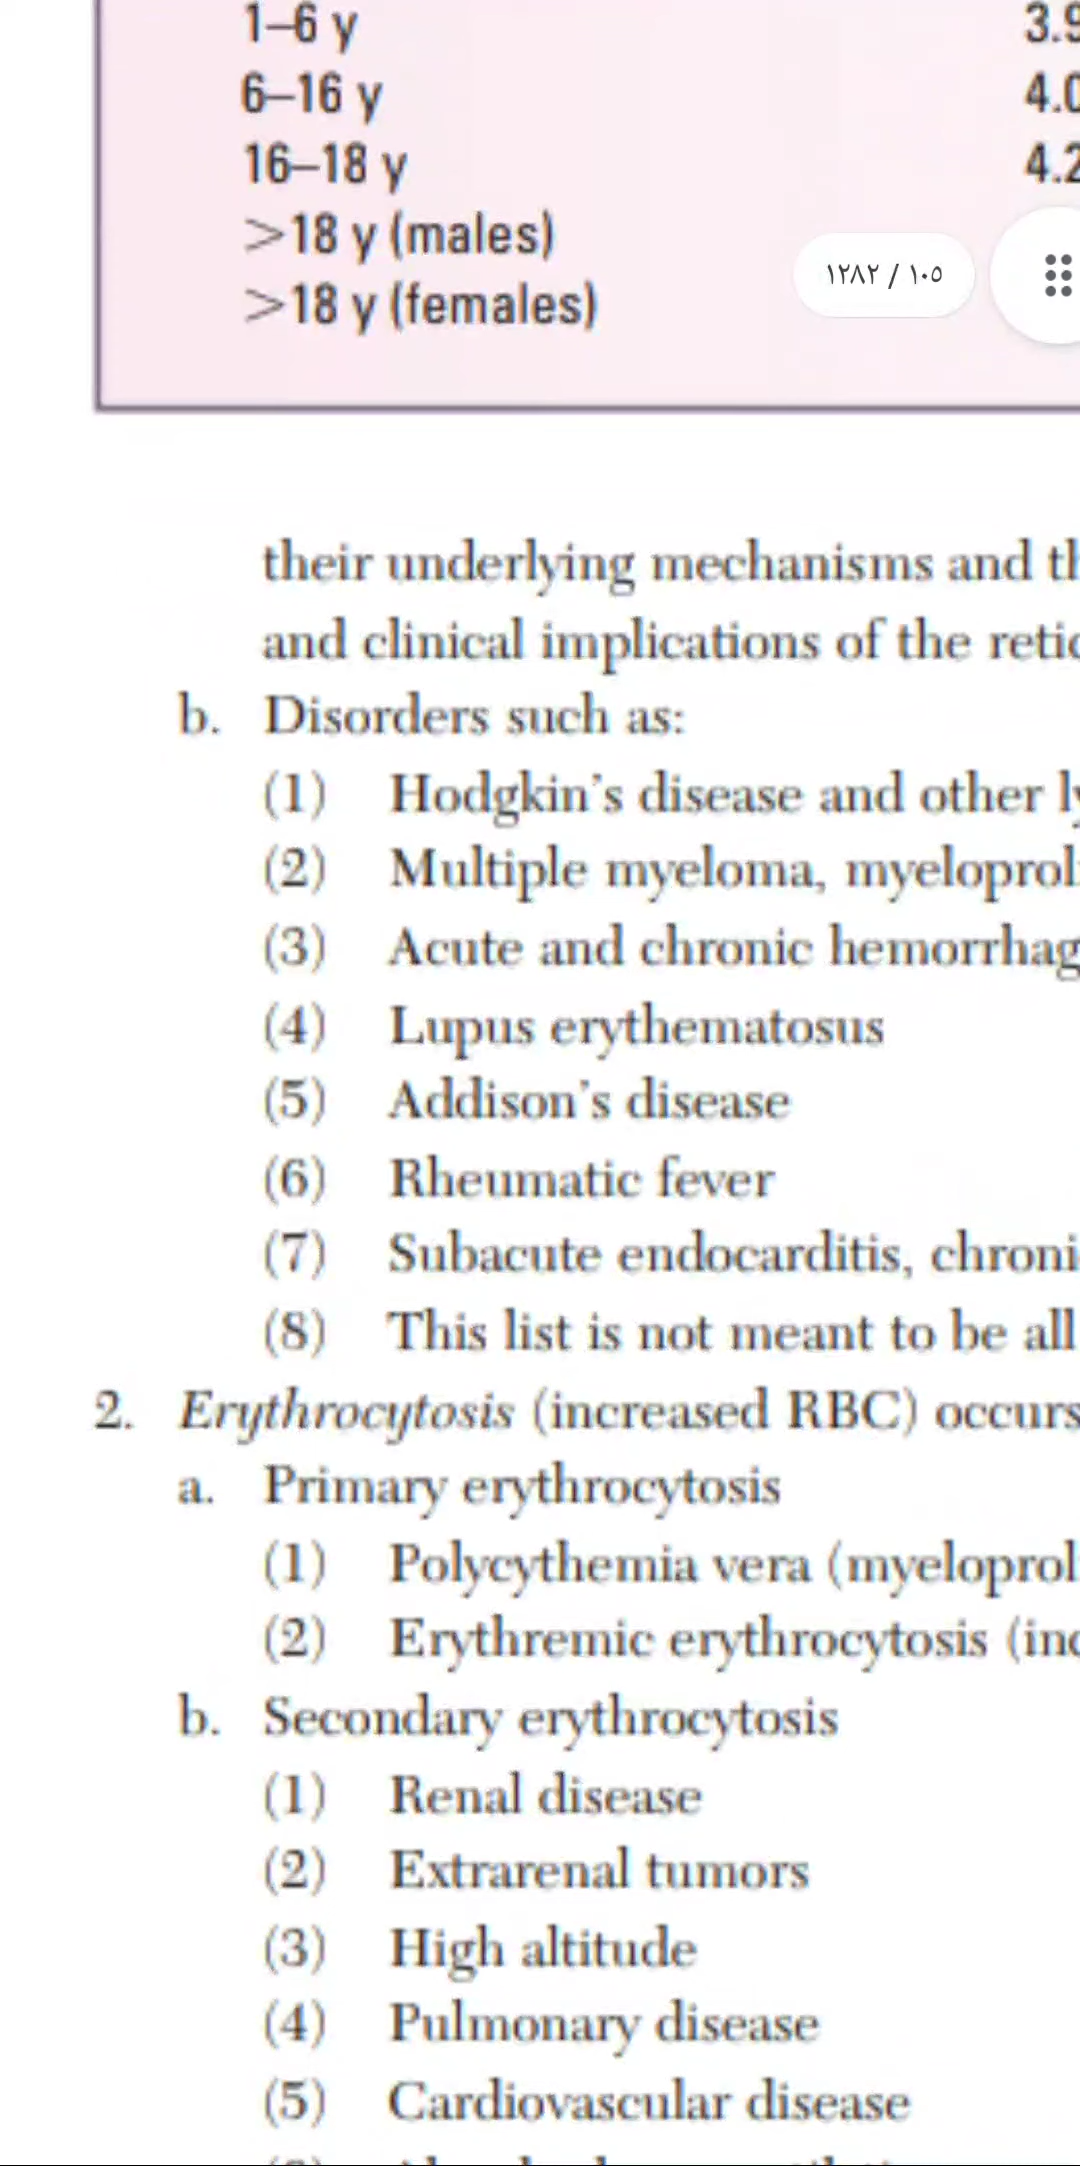 1–6 y
6–16 y
16–18 y
>18 y (males)
>18 y (females)
١٢٨٢ / ١٠٥
their underlying mechanisms and
and clinical implications of the
b. Disorders such as:
(1) Hodgkin’s disease and other
(2) Multiple myeloma,
(3) Acute and chronic
(4) Lupus erythematosus
(5) Addison’s disease
(6) Rheumatic fever
(7) Subacute endocarditis,
(8) This list is not meant to be all
2. Erythrocytosis (increased RBC) occurs
a. Primary erythrocytosis
(1) Polycythemia vera
(2) Erythremic erythrocytosis
b. Secondary erythrocytosis
(1) Renal disease
(2) Extrarenal tumors
(3) High altitude
(4) Pulmonary disease
(5) Cardiovascular disease